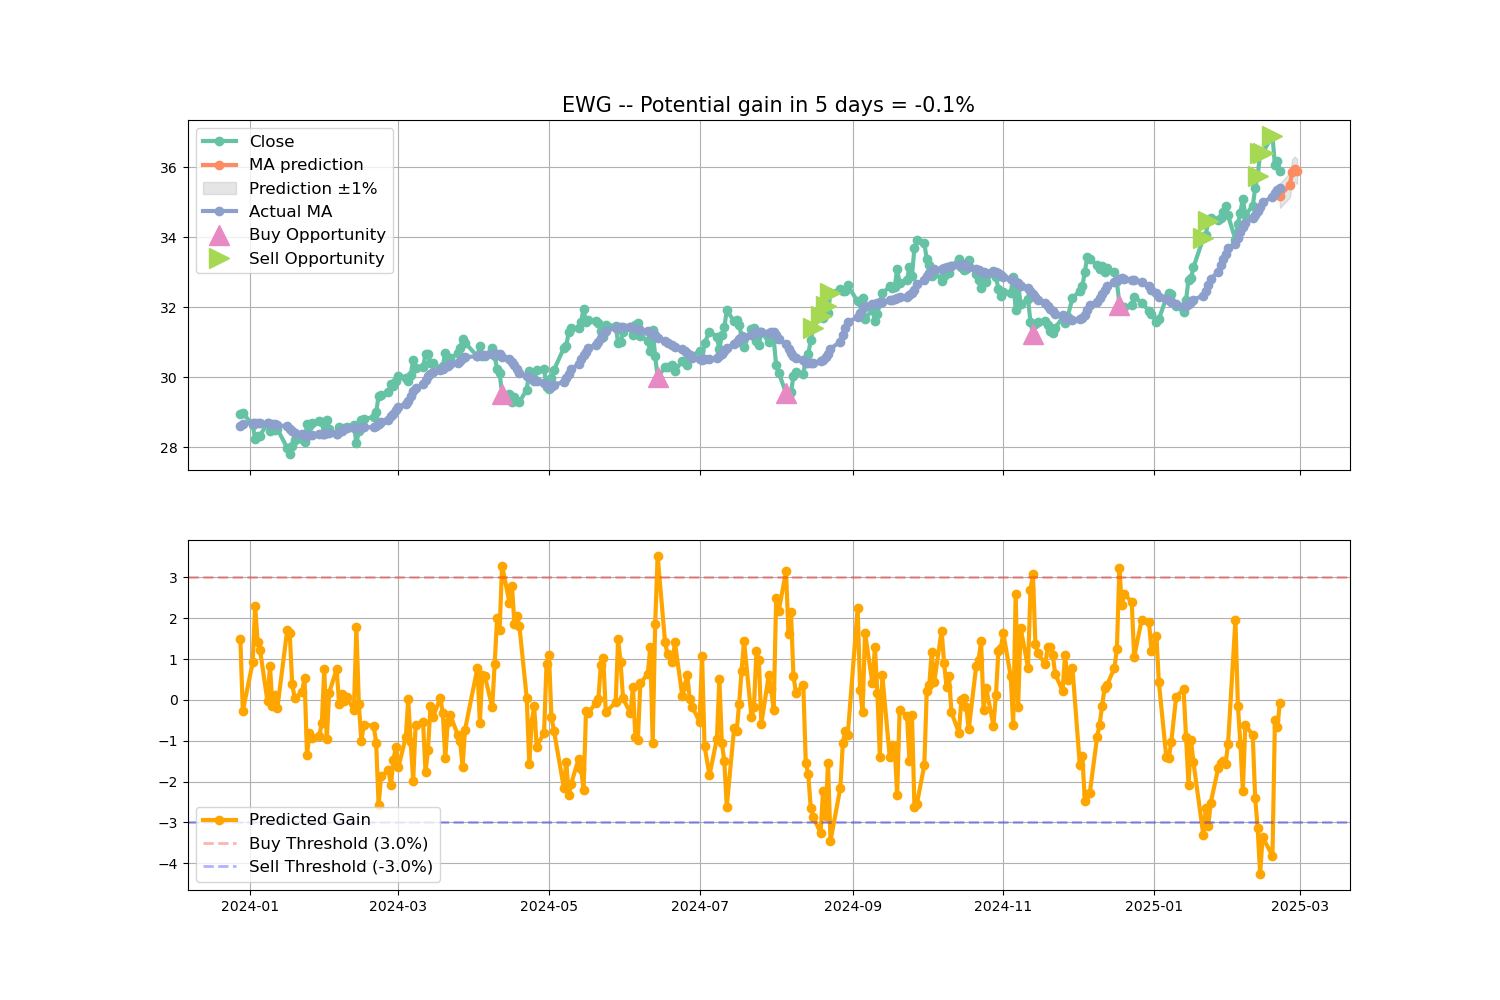 EWG -- Potential gain in 5 days = -0.1%
Close
MA prediction
Prediction ±1%
Actual MA
Buy Opportunity
Sell Opportunity
36
34
32
30
28
3
2
1
0
−1
−2
−3
−4
Predicted Gain
Buy Threshold (3.0%)
Sell Threshold (-3.0%)
2024-01 2024-03 2024-05 2024-07 2024-09 2024-11 2025-01 2025-03